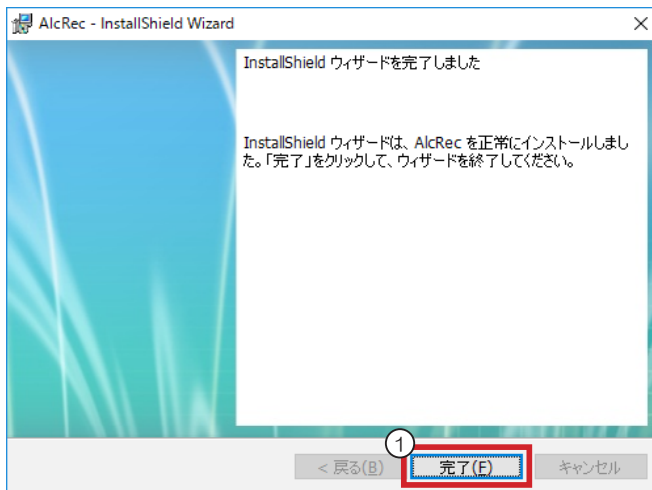 AlcRec - InstallShield Wizard
InstallShield ウィザードを完了しました
InstallShield ウィザードは、AlcRec を正常にインストールしまし
た。「完了」をクリックして、ウィザードを終了してください。
1
< 戻る(B) 完了(F) キャンセル